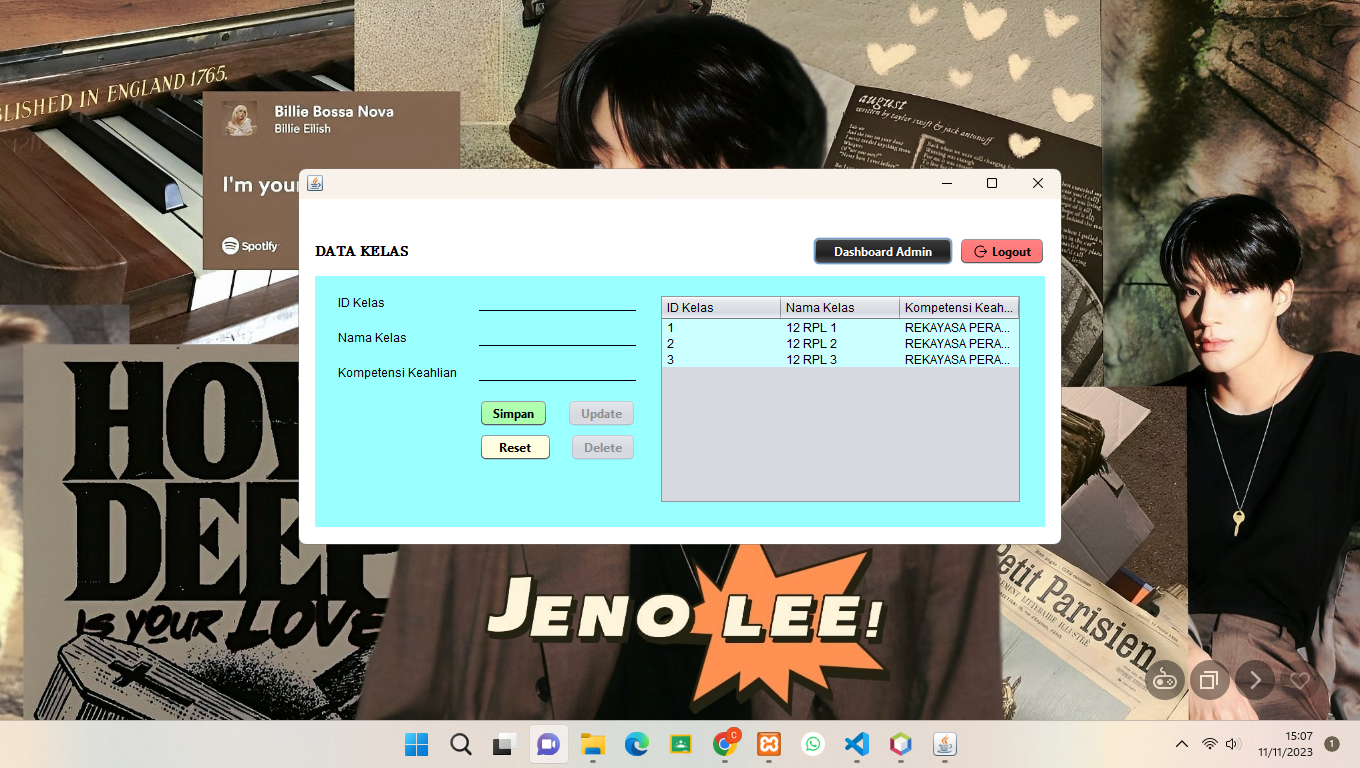 BLISHED IN ENGLAND 1765.
Billie Bossa Nova
Billie Eilish
I'm your
Spotify
august
written by taylor swift & jack antonoff
DATA KELAS
Dashboard Admin
Logout
ID Kelas
Nama Kelas
Kompetensi Keahlian
Simpan
Update
Reset
Delete
ID Kelas Nama Kelas Kompetensi Keah...
1 12 RPL 1 REKAYASA PERA...
2 12 RPL 2 REKAYASA PERA...
3 12 RPL 3 REKAYASA PERA...
HOW
DEEP
IS YOUR LOVE
JENO LEE!
Petit Parisien
C
15:07
11/11/2023
1